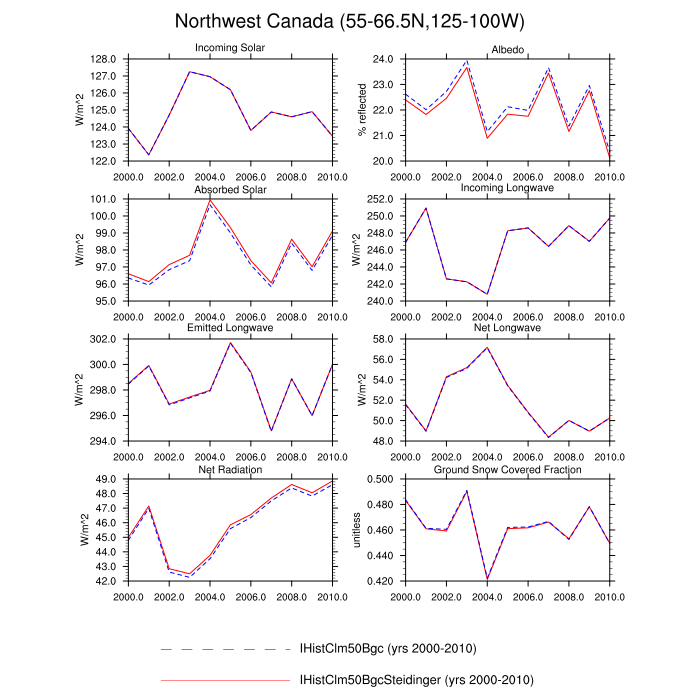 Northwest Canada (55-66.5N,125-100W)
Incoming Solar
128.0
127.0
126.0
125.0
124.0
123.0
122.0
W/m^2
2000.0 2002.0 2004.0 2006.0 2008.0 2010.0
Albedo
24.0
23.0
22.0
21.0
20.0
% reflected
2000.0 2002.0 2004.0 2006.0 2008.0 2010.0
Absorbed Solar
101.0
100.0
99.0
98.0
97.0
96.0
95.0
W/m^2
2000.0 2002.0 2004.0 2006.0 2008.0 2010.0
Incoming Longwave
252.0
250.0
248.0
246.0
244.0
242.0
240.0
W/m^2
2000.0 2002.0 2004.0 2006.0 2008.0 2010.0
Emitted Longwave
302.0
300.0
298.0
296.0
294.0
W/m^2
2000.0 2002.0 2004.0 2006.0 2008.0 2010.0
Net Longwave
58.0
56.0
54.0
52.0
50.0
48.0
W/m^2
2000.0 2002.0 2004.0 2006.0 2008.0 2010.0
Net Radiation
49.0
48.0
47.0
46.0
45.0
44.0
43.0
42.0
W/m^2
2000.0 2002.0 2004.0 2006.0 2008.0 2010.0
Ground Snow Covered Fraction
0.500
0.480
0.460
0.440
0.420
unitless
2000.0 2002.0 2004.0 2006.0 2008.0 2010.0
IHistClm50Bgc (yrs 2000-2010)
IHistClm50BgcSteidinger (yrs 2000-2010)